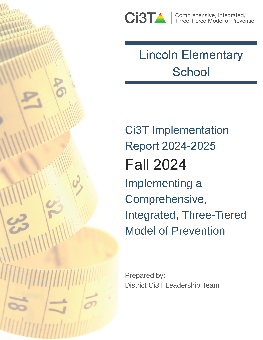 Ci3T
Comprehensive, Integrated,
Three-Tiered Model of Prevention
Lincoln Elementary
School
Ci3T Implementation
Report 2024-2025
Fall 2024
Implementing a
Comprehensive,
Integrated, Three-Tiered
Model of Prevention
Prepared by:
District Ci3T Leadership Team
46
47
32
31
33
18
17
16